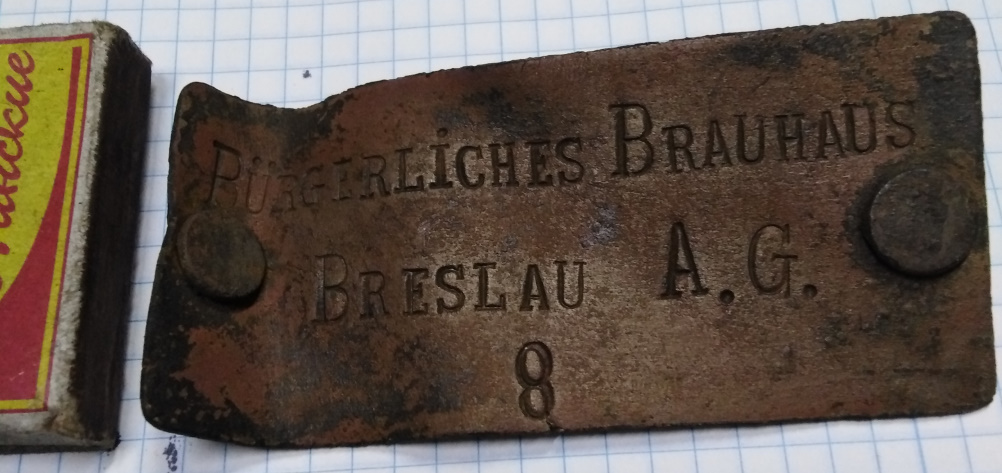 BÜRGERLICHES BRAUHAUS
BRESLAU A.G.
8